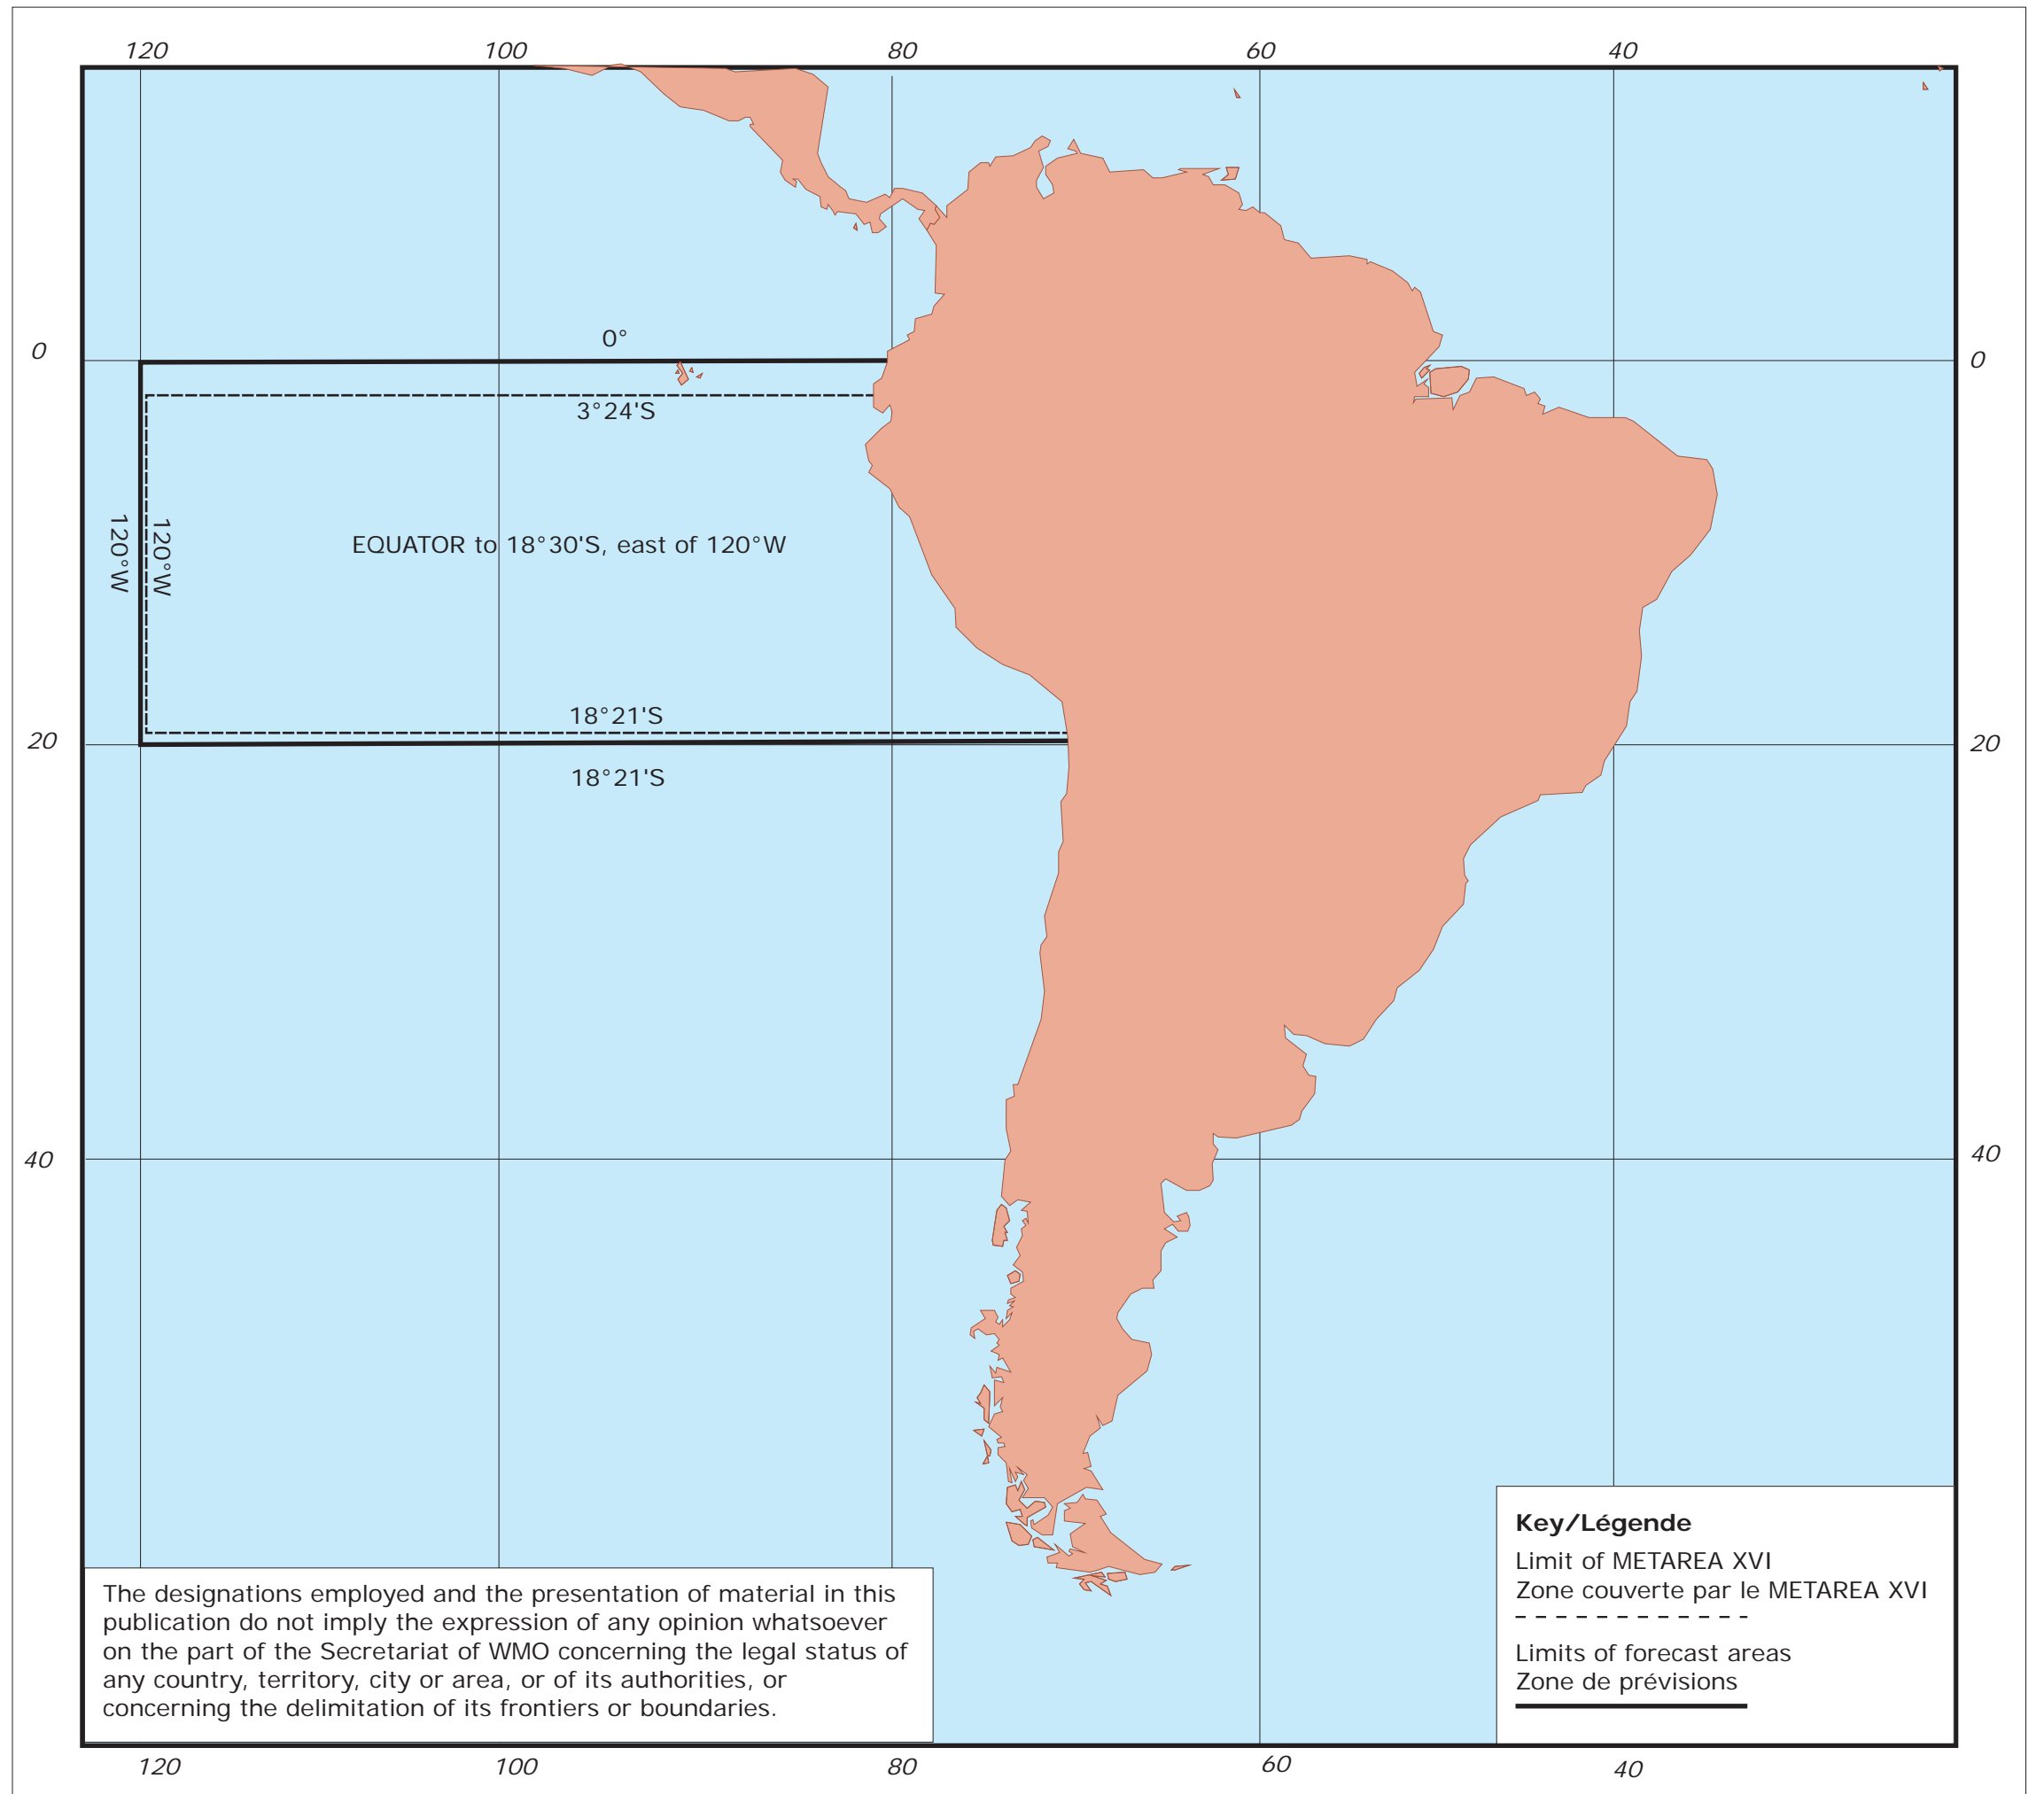 120 100 80 60 40
0 0
0°
3°24'S
120°W
120°W
EQUATOR to 18°30'S, east of 120°W
18°21'S
20 20
18°21'S
40 40
The designations employed and the presentation of material in this
publication do not imply the expression of any opinion whatsoever
on the part of the Secretariat of WMO concerning the legal status of
any country, territory, city or area, or of its authorities, or
concerning the delimitation of its frontiers or boundaries.
Key/Légende
Limit of METAREA XVI
Zone couverte par le METAREA XVI
Limits of forecast areas
Zone de prévisions
120 100 80 60 40